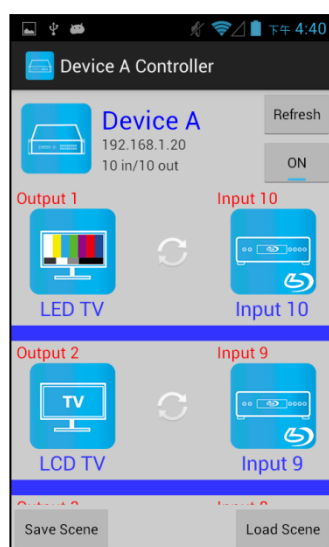 下午 4:40
Device A Controller
Device A
192.168.1.20
10 in/10 out
Refresh
ON
Output 1
Input 10
LED TV
Input 10
Output 2
Input 9
TV
LCD TV
Input 9
Save Scene
Load Scene